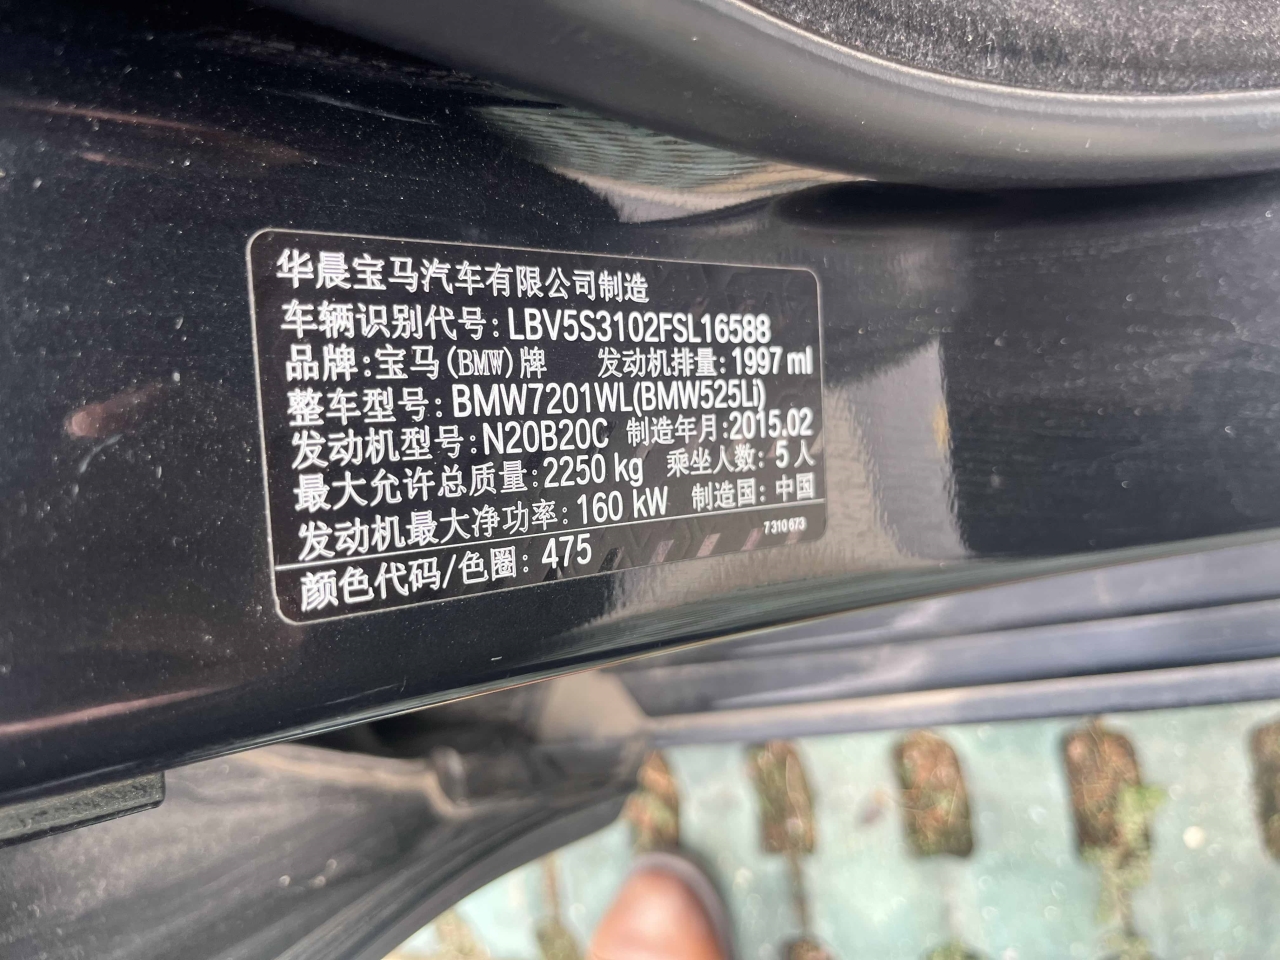 华晨宝马汽车有限公司制造
车辆识别代号: LBV5S3102FSL16588
品牌:宝马(BMW)牌 发动机排量: 1997 ml
整车型号: BMW7201WL(BMW525Li)
发动机型号: N20B20C 制造年月:2015.02
最大允许总质量: 2250 kg 乘坐人数: 5人
发动机最大净功率: 160 kW 制造国: 中国
颜色代码/色圈: 475 7 310 673